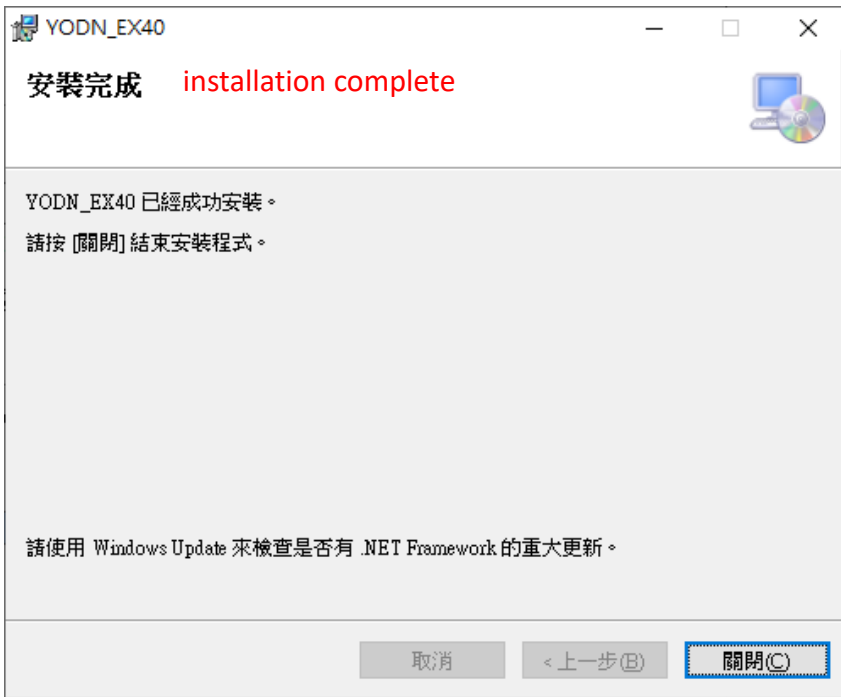 YODN_EX40
安裝完成 installation complete
YODN_EX40 已經成功安裝。
請按 [關閉] 結束安裝程式。
請使用 Windows Update 來檢查是否有 .NET Framework 的重大更新。
取消 < 上一步(B) 關閉(C)